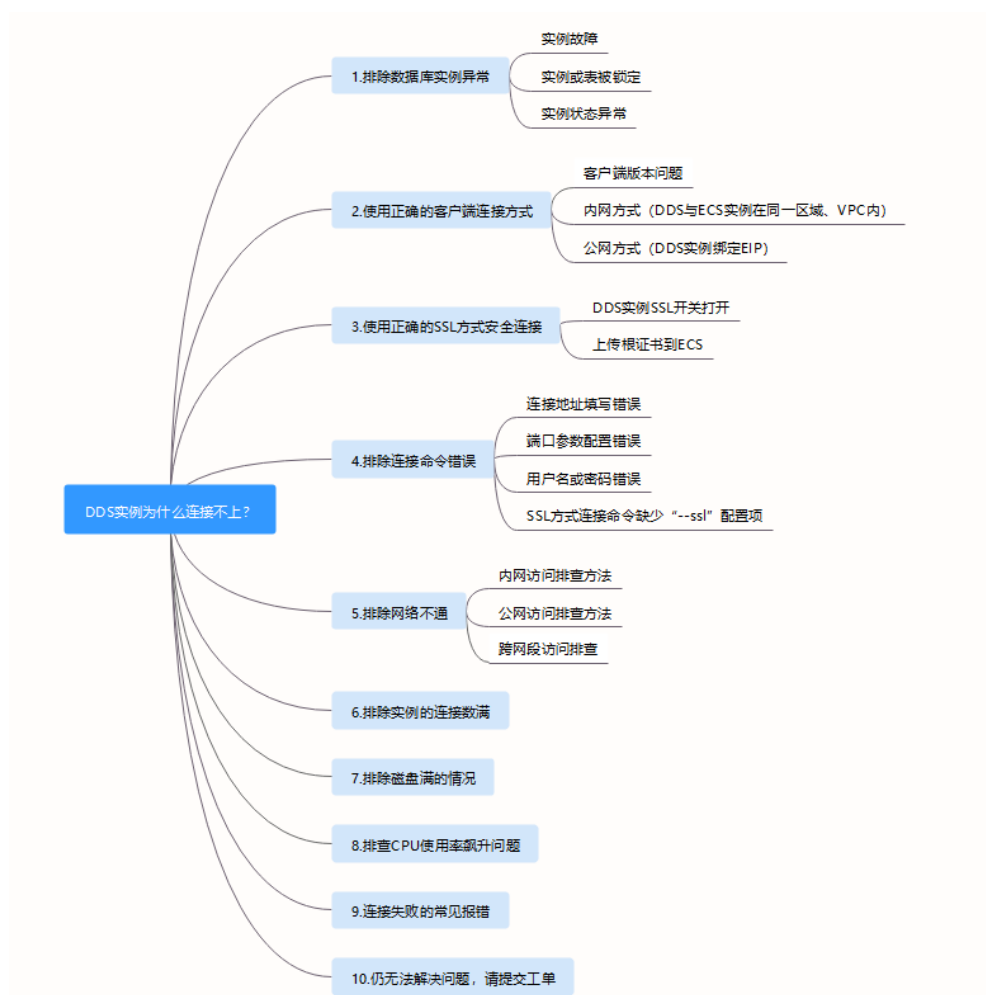 DDS实例为什么连接不上？
1.排除数据库实例异常
实例故障
实例或表被锁定
实例状态异常
2.使用正确的客户端连接方式
客户端版本问题
内网方式（DDS与ECS实例在同一区域、VPC内）
公网方式（DDS实例绑定EIP）
3.使用正确的SSL方式安全连接
DDS实例SSL开关打开
上传根证书到ECS
4.排除连接命令错误
连接地址填写错误
端口参数配置错误
用户名或密码错误
SSL方式连接命令缺少“--ssl”配置项
5.排除网络不通
内网访问排查方法
公网访问排查方法
跨网段访问排查
6.排除实例的连接数满
7.排除磁盘满的情况
8.排查CPU使用率飙升问题
9.连接失败的常见报错
10.仍无法解决问题，请提交工单